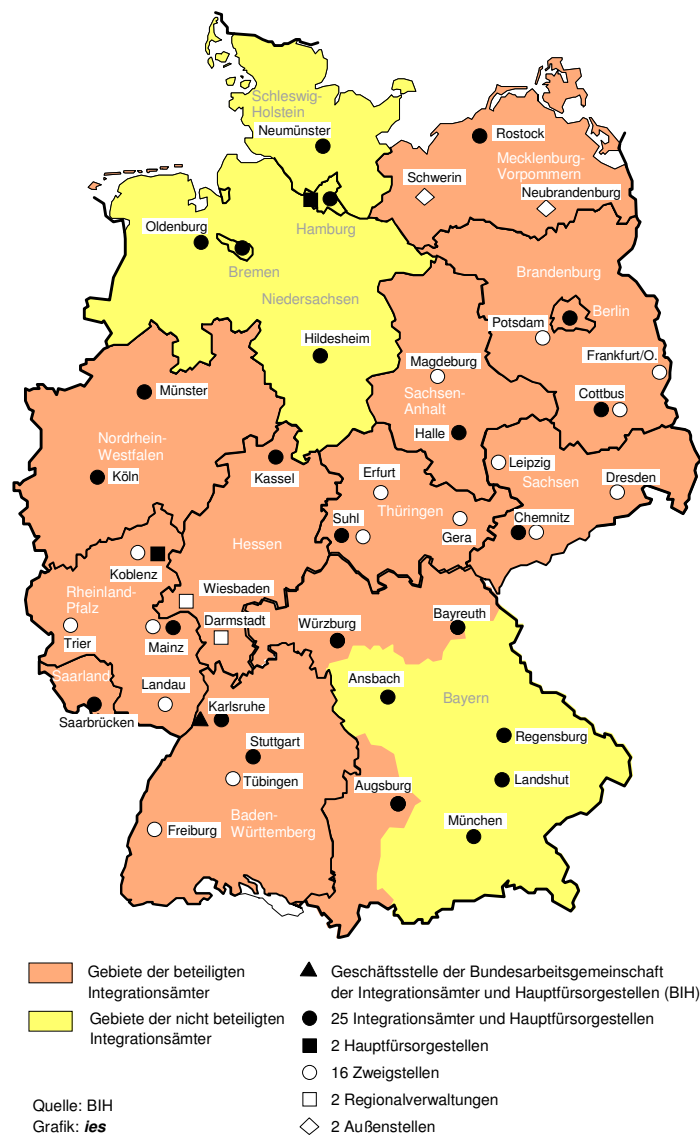 Schleswig-
Holstein
Neumünster
Rostock
Mecklenburg-
Vorpommern
Schwerin
Neubrandenburg
Oldenburg
Hamburg
Bremen
Niedersachsen
Brandenburg
Berlin
Potsdam
Hildesheim
Magdeburg
Frankfurt/O.
Münster
Sachsen-
Anhalt
Cottbus
Nordrhein-
Westfalen
Halle
Köln
Kassel
Erfurt
Leipzig
Dresden
Sachsen
Thüringen
Suhl
Gera
Chemnitz
Hessen
Koblenz
Rheinland-
Pfalz
Wiesbaden
Darmstadt
Würzburg
Bayreuth
Trier
Mainz
Saarland
Landau
Ansbach
Bayern
Karlsruhe
Saarbrücken
Stuttgart
Regensburg
Tübingen
Augsburg
Landshut
Baden-
Württemberg
Freiburg
München
Gebiete der beteiligten
Integrationsämter
Gebiete der nicht beteiligten
Integrationsämter
Geschäftsstelle der Bundesarbeitsgemeinschaft
der Integrationsämter und Hauptfürsorgestellen (BIH)
25 Integrationsämter und Hauptfürsorgestellen
2 Hauptfürsorgestellen
16 Zweigstellen
2 Regionalverwaltungen
2 Außenstellen
Quelle: BIH
Grafik: ies